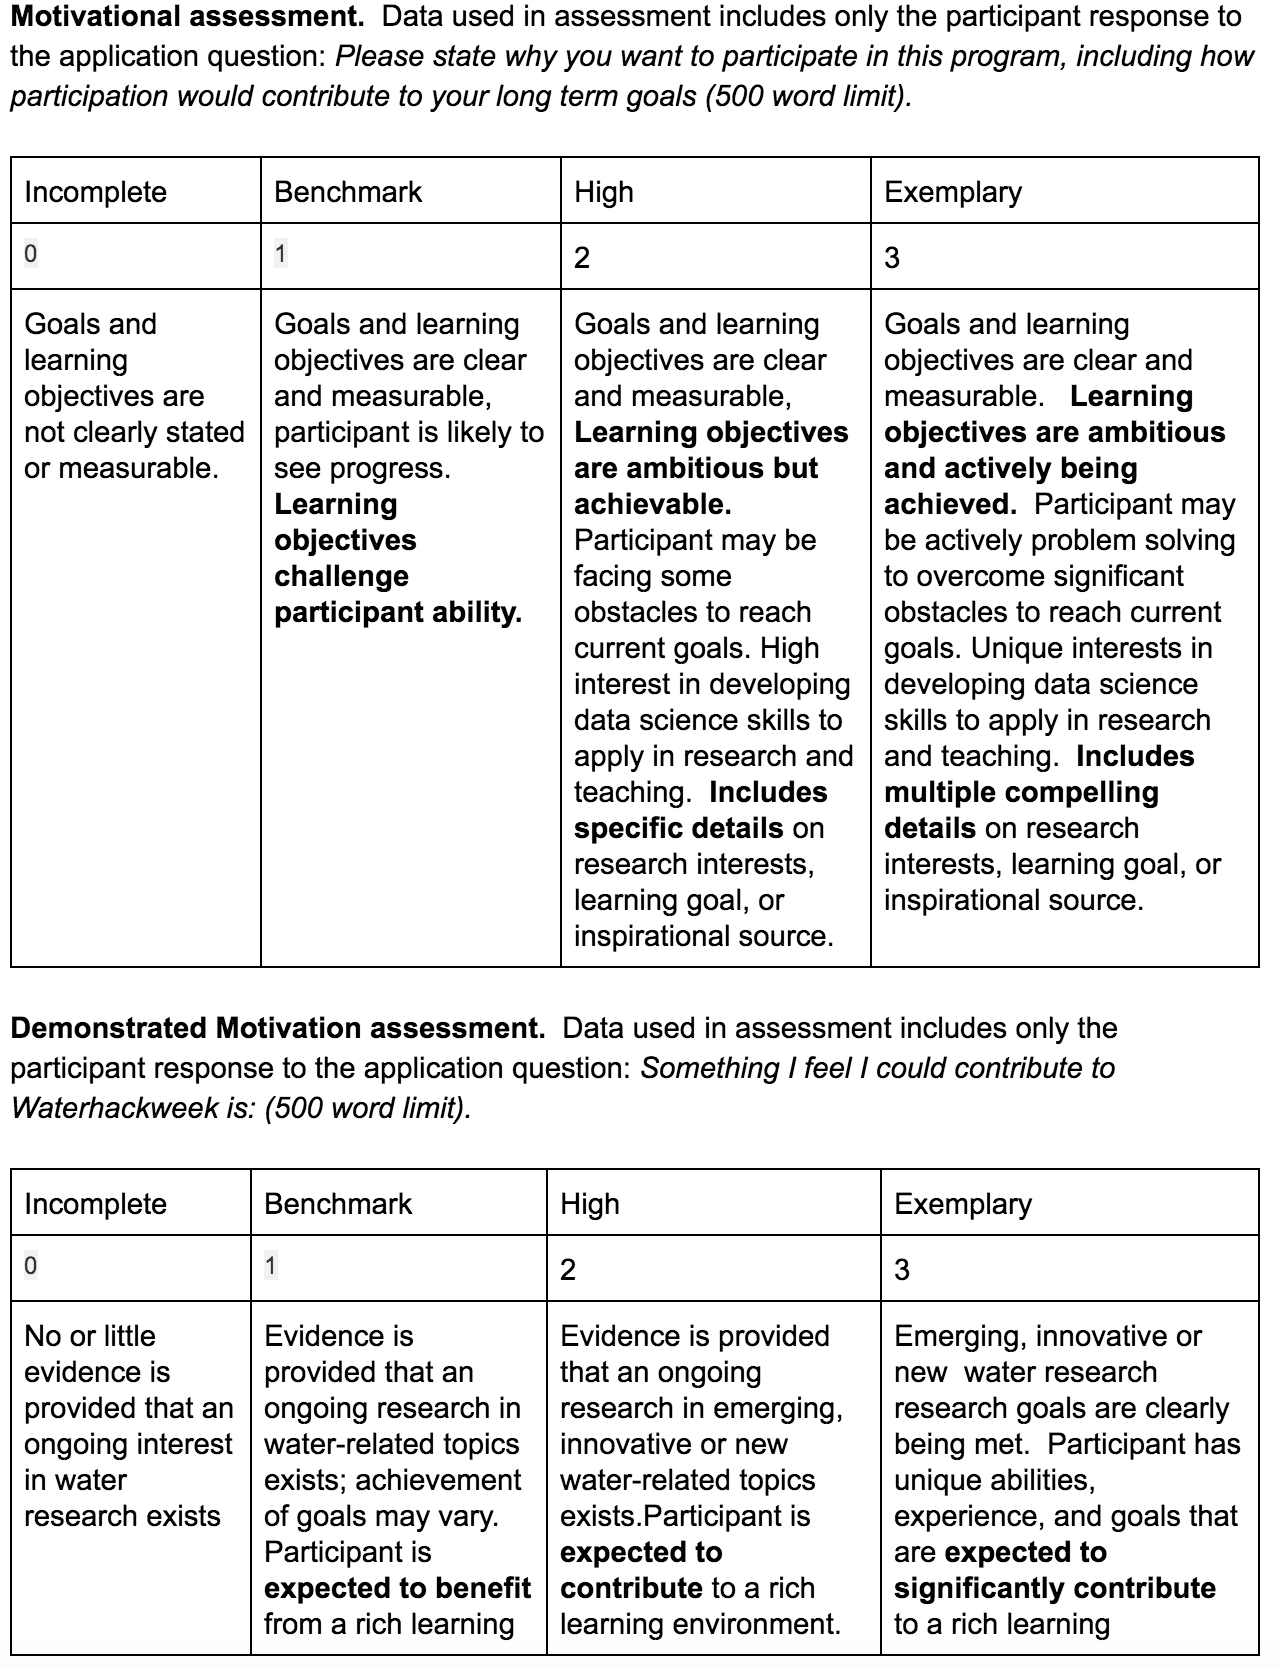 Motivational assessment.  Data used in assessment includes only the participant response to
the application question: Please state why you want to participate in this program, including how
participation would contribute to your long term goals (500 word limit).
Incomplete
Benchmark
High
Exemplary
0
1
2
3
Goals and
learning
objectives are
not clearly stated
or measurable.
Goals and learning
objectives are clear
and measurable,
participant is likely to
see progress.
Learning
objectives
challenge
participant ability.
Goals and learning
objectives are clear
and measurable,
Learning objectives
are ambitious but
achievable.
Participant may be
facing some
obstacles to reach
current goals. High
interest in developing
data science skills to
apply in research and
teaching.  Includes
specific details on
research interests,
learning goal, or
inspirational source.
Goals and learning
objectives are clear and
measurable.   Learning
objectives are ambitious
and actively being
achieved.  Participant may
be actively problem solving
to overcome significant
obstacles to reach current
goals. Unique interests in
developing data science
skills to apply in research
and teaching.  Includes
multiple compelling
details on research
interests, learning goal, or
inspirational source.
Demonstrated Motivation assessment.  Data used in assessment includes only the
participant response to the application question: Something I feel I could contribute to
Waterhackweek is: (500 word limit).
Incomplete
Benchmark
High
Exemplary
0
1
2
3
No or little
evidence is
provided that an
ongoing interest
in water
research exists
Evidence is
provided that an
ongoing research in
water-related topics
exists; achievement
of goals may vary.
Participant is
expected to benefit
from a rich learning
Evidence is provided
that an ongoing
research in emerging,
innovative or new
water-related topics
exists.Participant is
expected to
contribute to a rich
learning environment.
Emerging, innovative or
new  water research
research goals are clearly
being met.  Participant has
unique abilities,
experience, and goals that
are expected to
significantly contribute
to a rich learning